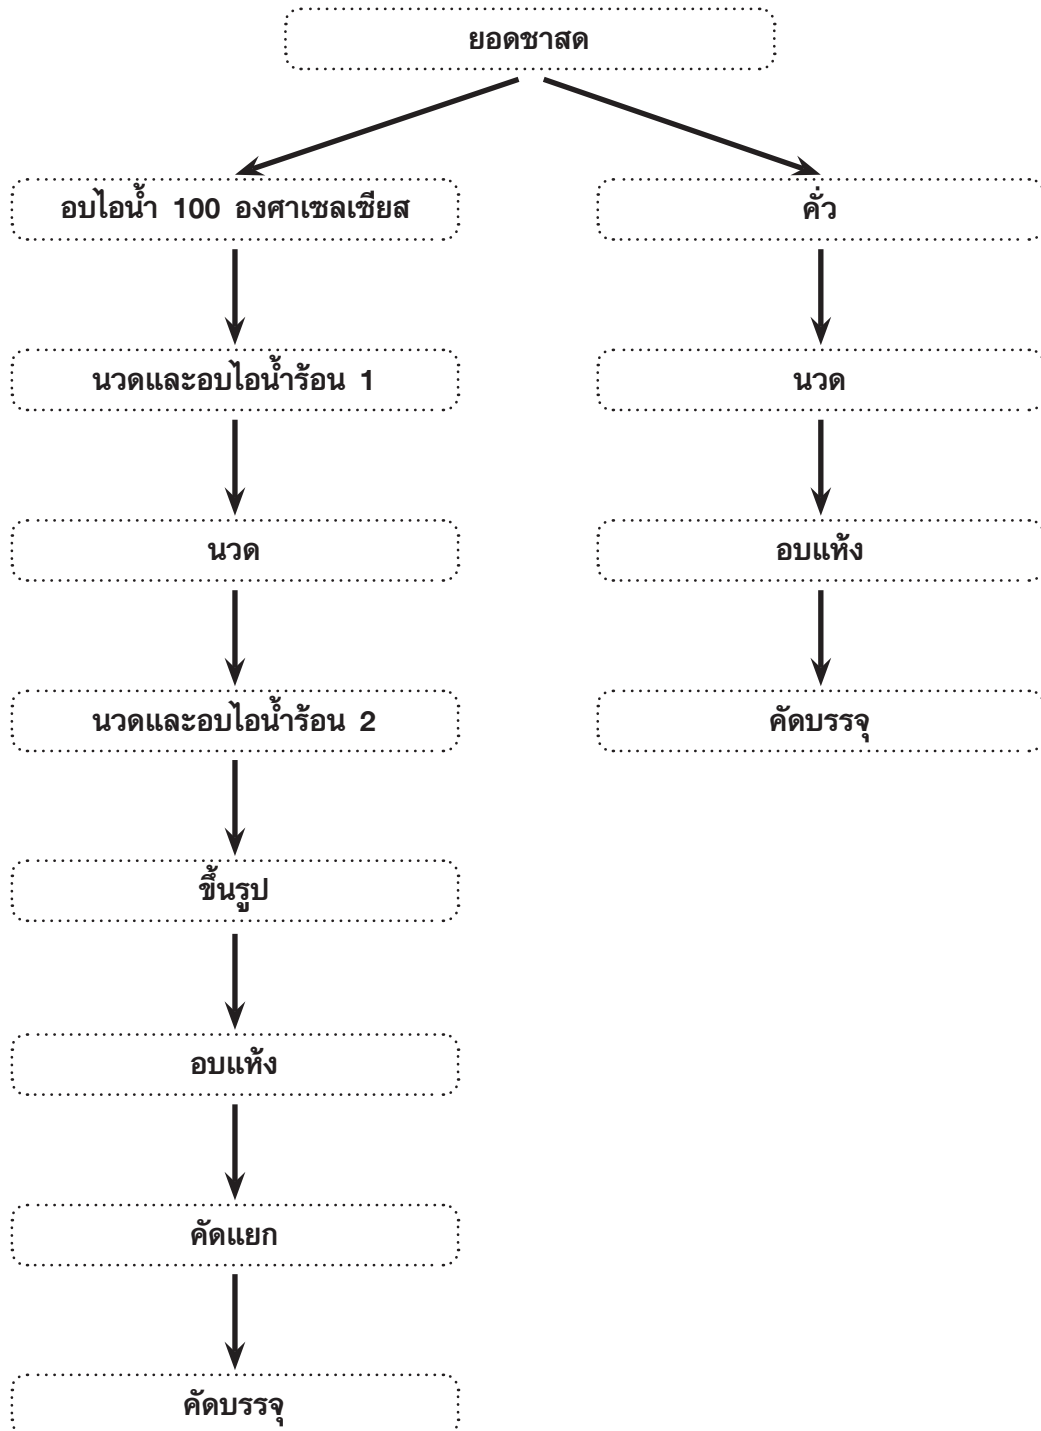 ยอดชาสด
อบไอน้ำ 100 องศาเซลเซียส
นวดและอบไอน้ำร้อน 1
นวด
นวดและอบไอน้ำร้อน 2
ขึ้นรูป
อบแห้ง
คัดแยก
คัดบรรจุ
คั่ว
นวด
อบแห้ง
คัดบรรจุ